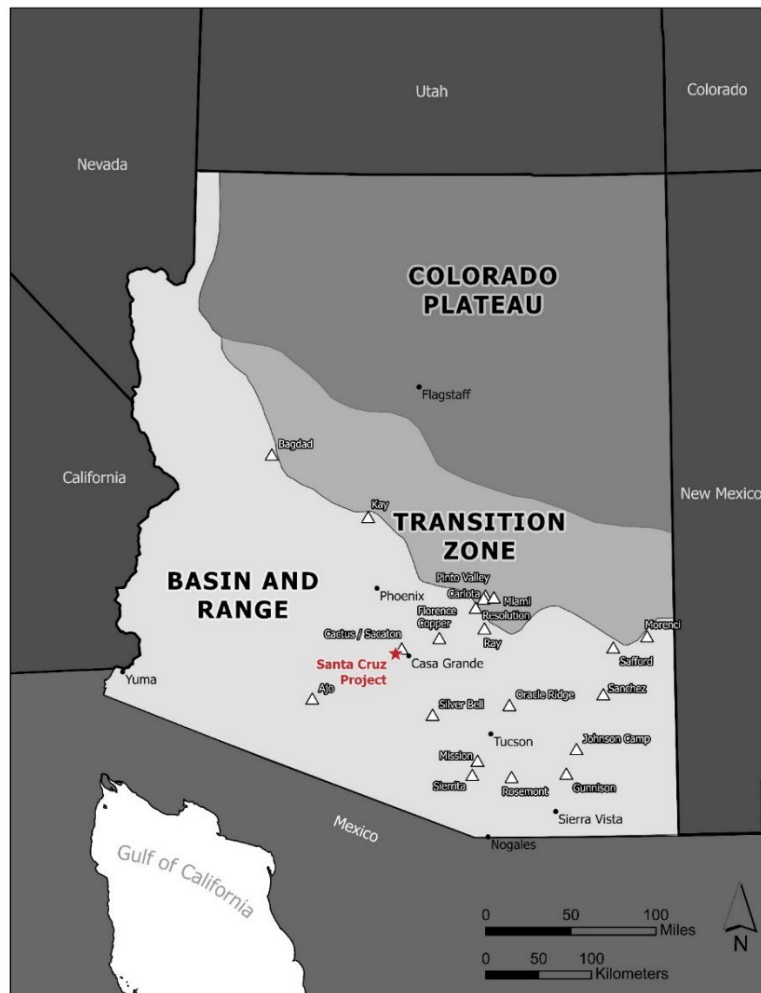 Utah
Colorado
Nevada
COLORADO
PLATEAU
Flagstaff
Bagdad
California
New Mexico
Kay
TRANSITION
ZONE
BASIN AND
RANGE
Phoenix
Pinto Valley
Carlota
Miami
Florence
Copper
Resolution
Ray
Morenci
Cactus / Sacaton
Casa Grande
Safford
Santa Cruz
Project
Yuma
Ajo
Sanchez
Silver Bell
Oracle Ridge
Tucson
Johnson Camp
Mission
Sierrita
Rosemont
Gunnison
Sierra Vista
Mexico
Nogales
Gulf of California
0 50 100
Miles
0 50 100
Kilometers
N